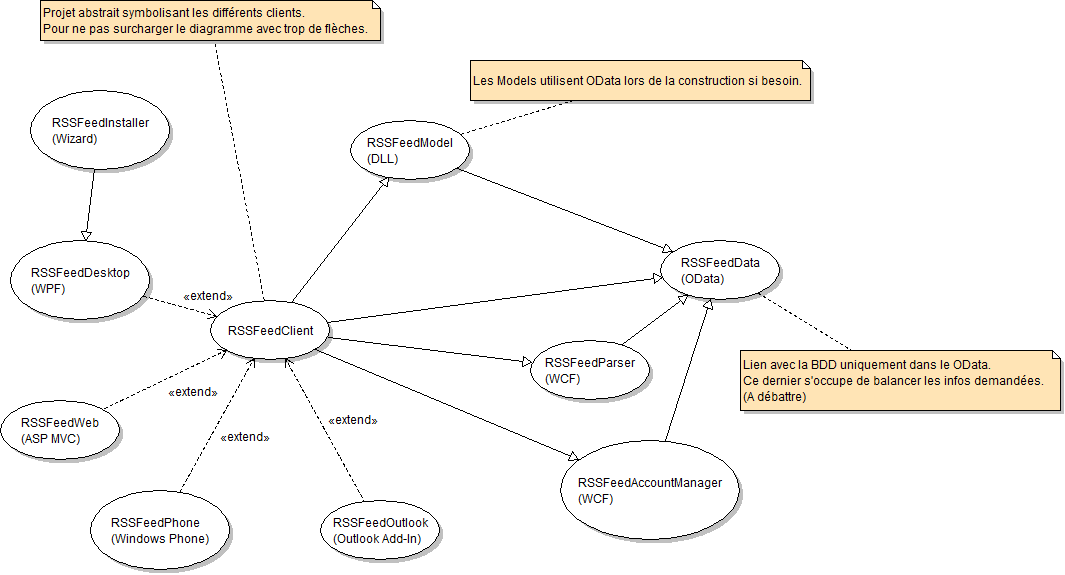 Projet abstrait symbolisant les différents clients.
Pour ne pas surcharger le diagramme avec trop de flèches.
Les Models utilisent OData lors de la construction si besoin.
RSSFeedInstaller
(Wizard)
RSSFeedModel
(DLL)
RSSFeedDesktop
(WPF)
RSSFeedData
(OData)
«extend»
RSSFeedClient
RSSFeedParser
(WCF)
Lien avec la BDD uniquement dans le OData.
Ce dernier s'occupe de balancer les infos demandées.
(A débattre)
«extend»
RSSFeedWeb
(ASP MVC)
«extend»
«extend»
RSSFeedAccountManager
(WCF)
RSSFeedPhone
(Windows Phone)
RSSFeedOutlook
(Outlook Add-In)